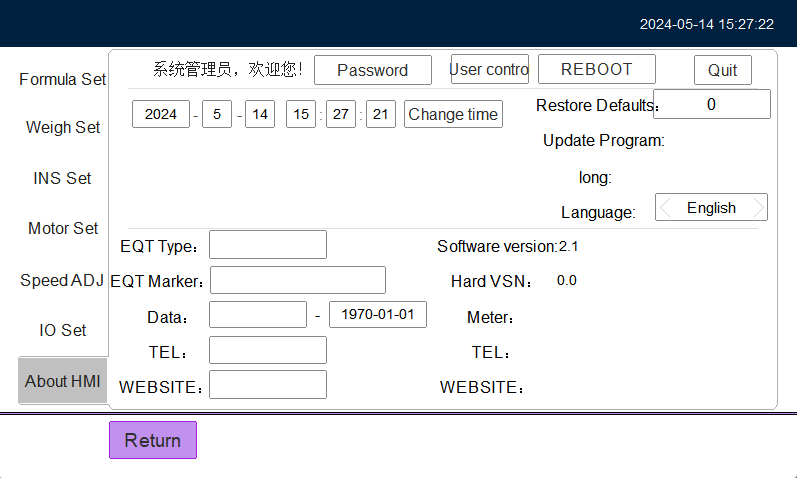 2024-05-14 15:27:22
Formula Set
Weigh Set
INS Set
Motor Set
Speed ADJ
IO Set
About HMI
系统管理员，欢迎您！ Password User contro REBOOT Quit
2024 - 5 - 14 15 : 27 : 21 Change time
Restore Defaults: 0
Update Program:
long:
Language: English
EQT Type： Software version:2.1
EQT Marker： Hard VSN： 0.0
Data： - 1970-01-01 Meter：
TEL： TEL：
WEBSITE： WEBSITE：
Return